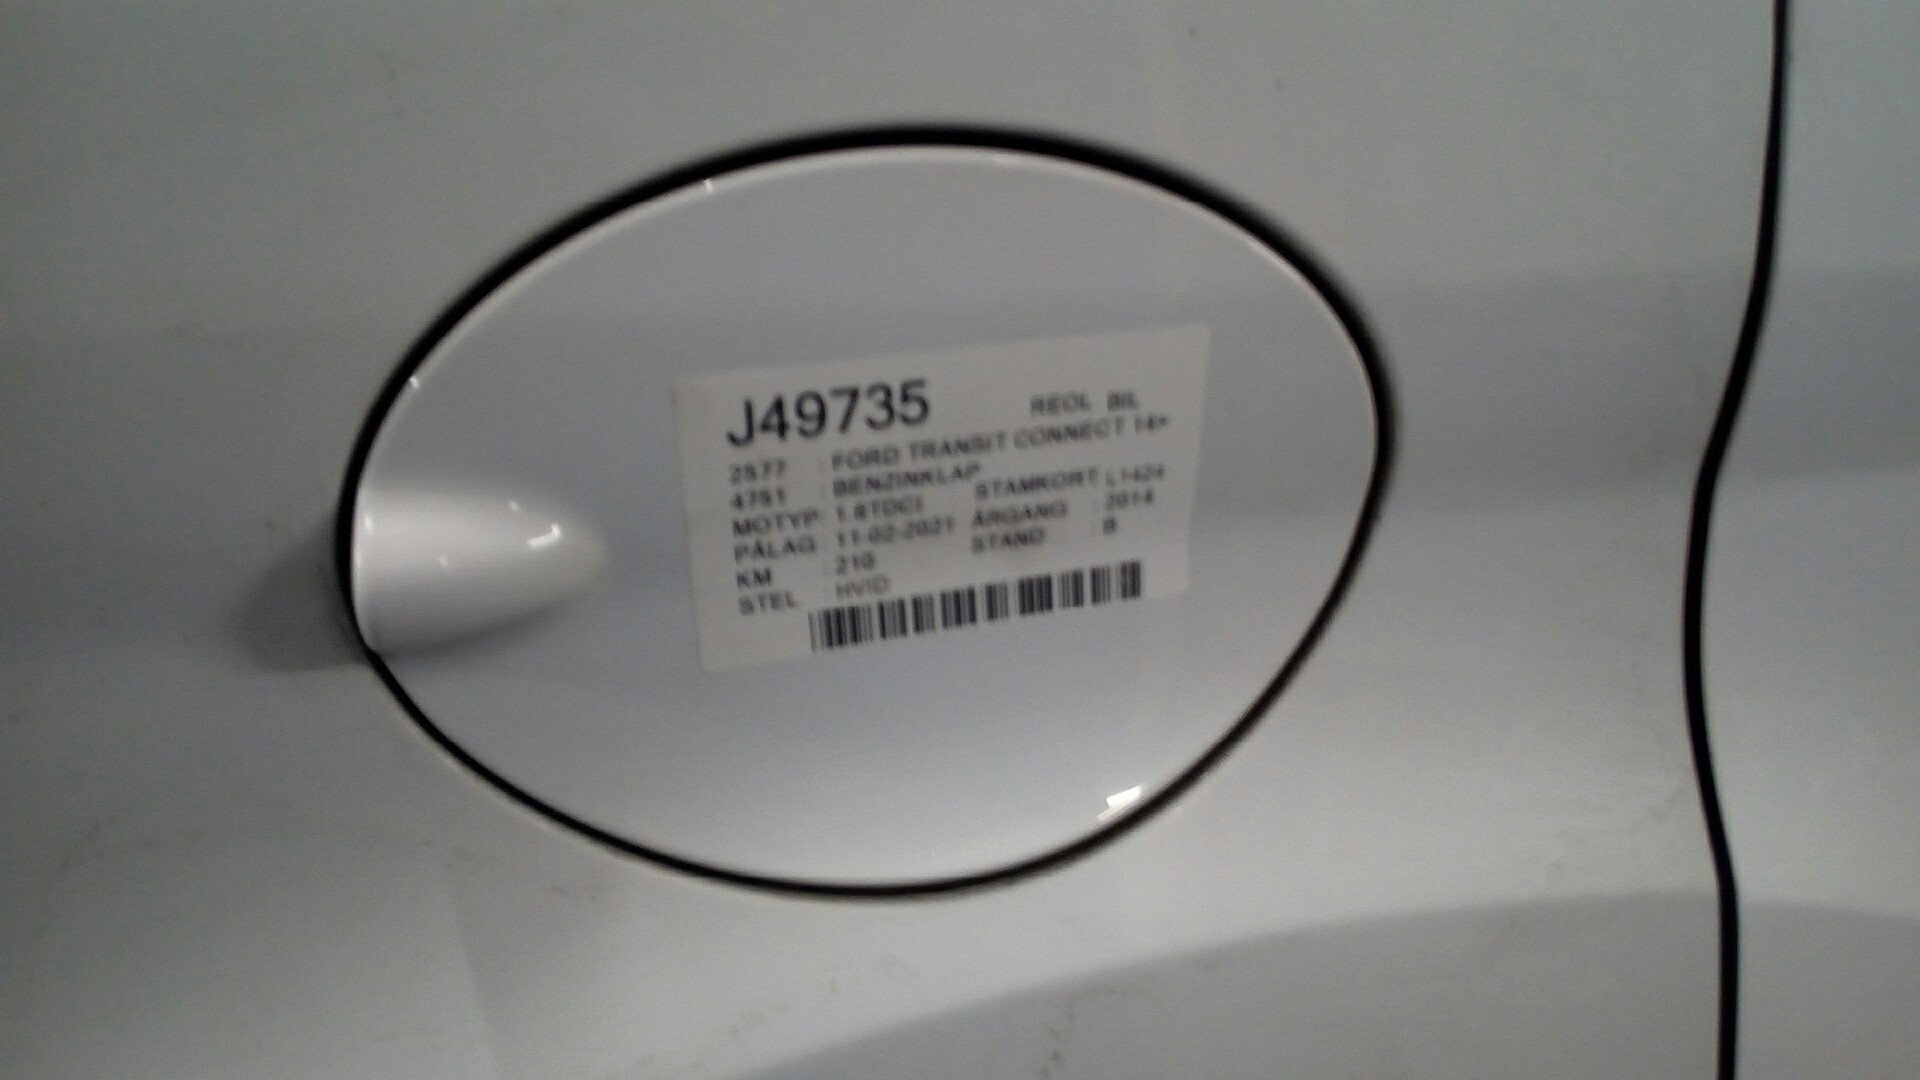 J49735 REOL BIL
2577 : FORD TRANSIT CONNECT 14>
4751 : BENZINKLAP
MOTYP : 1.6TDCI STAMKORT L1424
PÅLAG : 11-02-2021 ÅRGANG : 2014
KM : 210 STAND : B
STEL : HVID